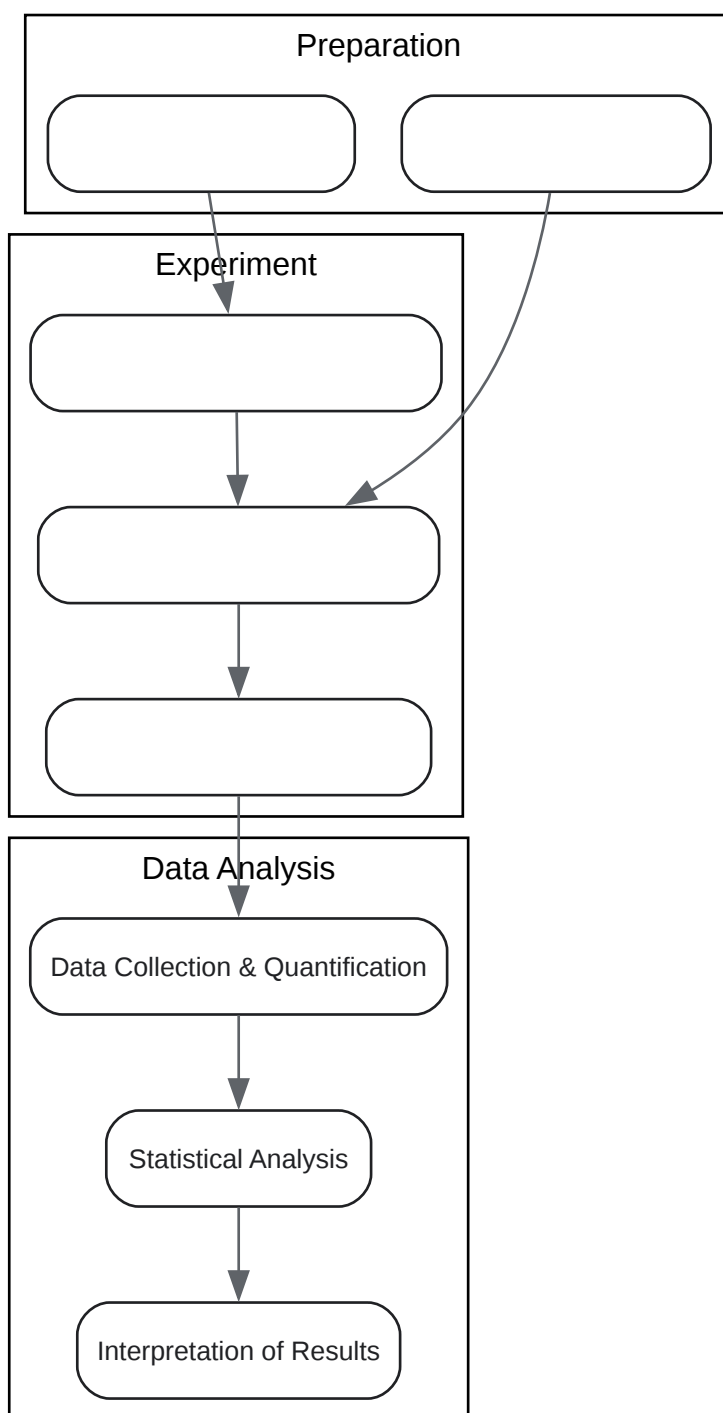 Preparation
Experiment
Data Analysis
Data Collection & Quantification
Statistical Analysis
Interpretation of Results